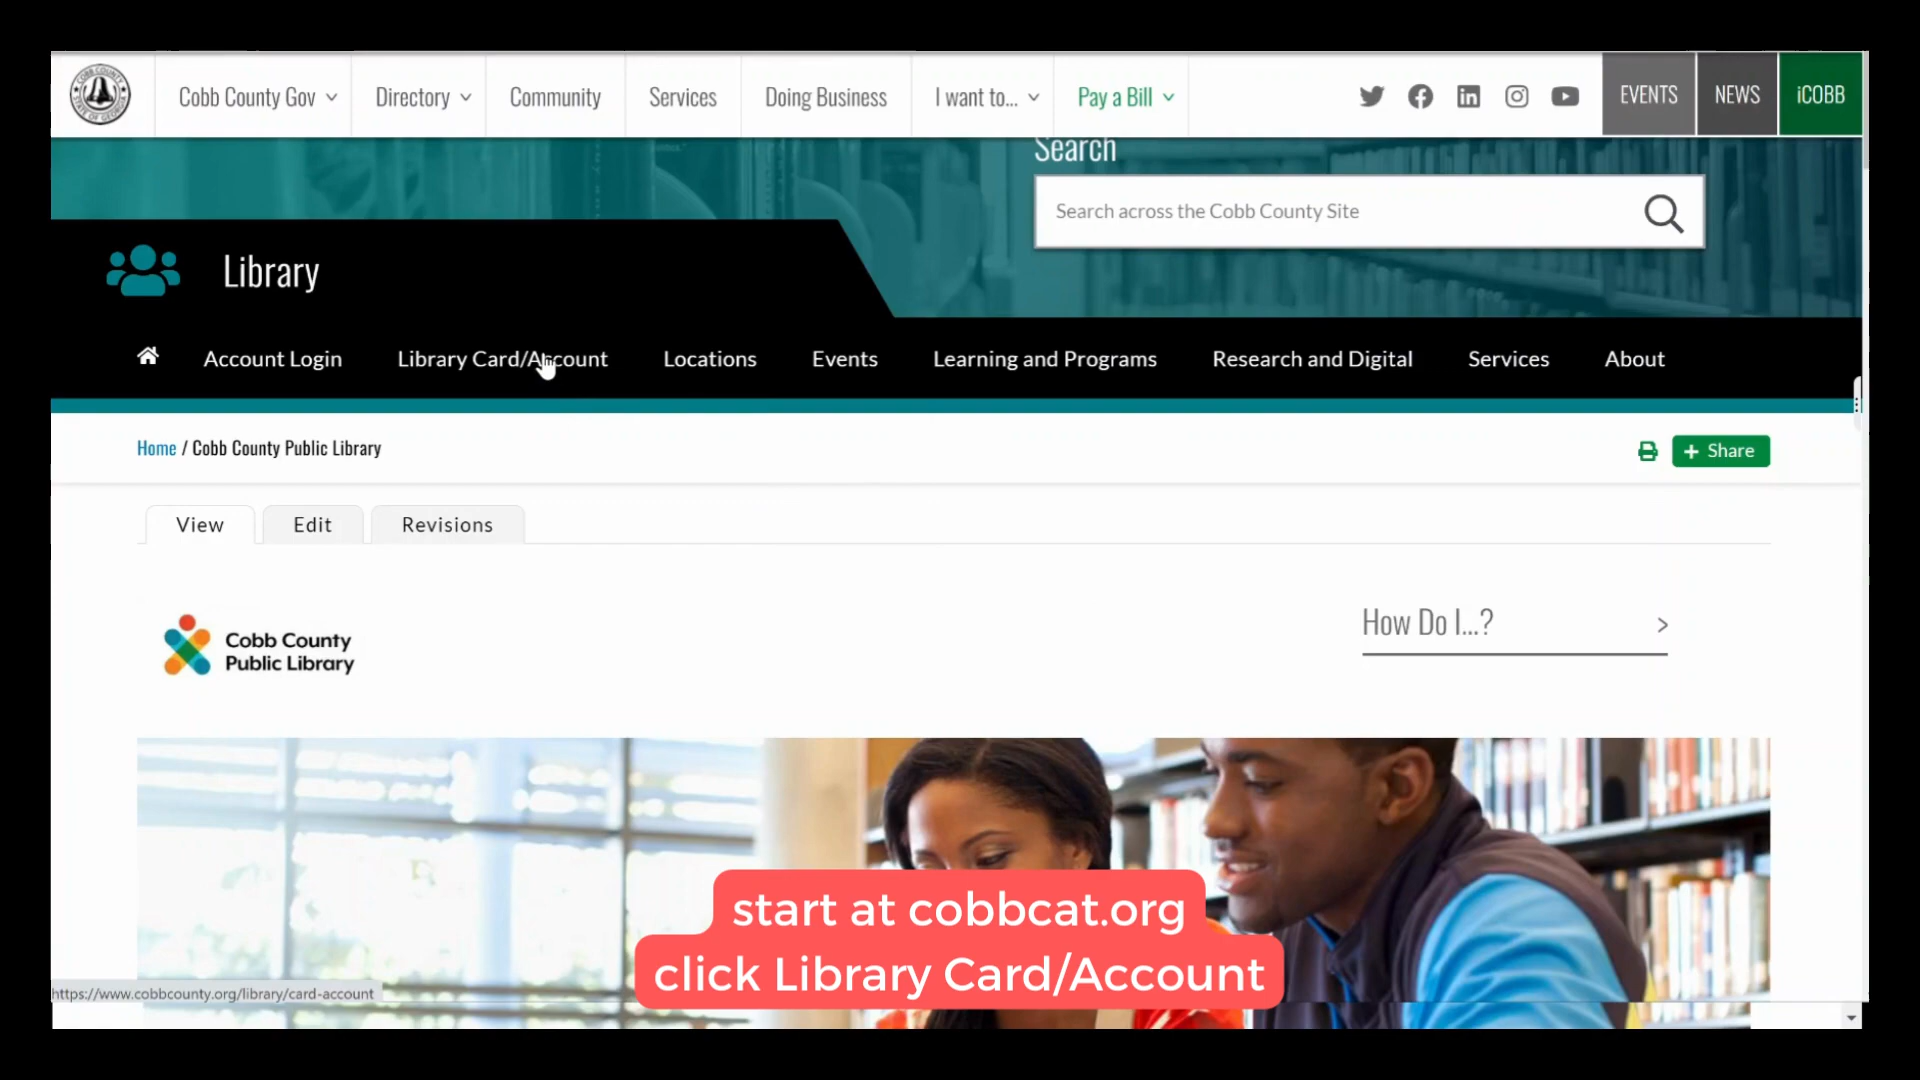 Cobb County Gov
Directory
Community
Services
Doing Business
I want to...
Pay a Bill
EVENTS
NEWS
iCOBB
Search
Search across the Cobb County Site
Library
Account Login
Library Card/Account
Locations
Events
Learning and Programs
Research and Digital
Services
About
Home / Cobb County Public Library
+ Share
View
Edit
Revisions
Cobb County
Public Library
How Do I...?
start at cobbcat.org
click Library Card/Account
https://www.cobbcounty.org/library/card-account